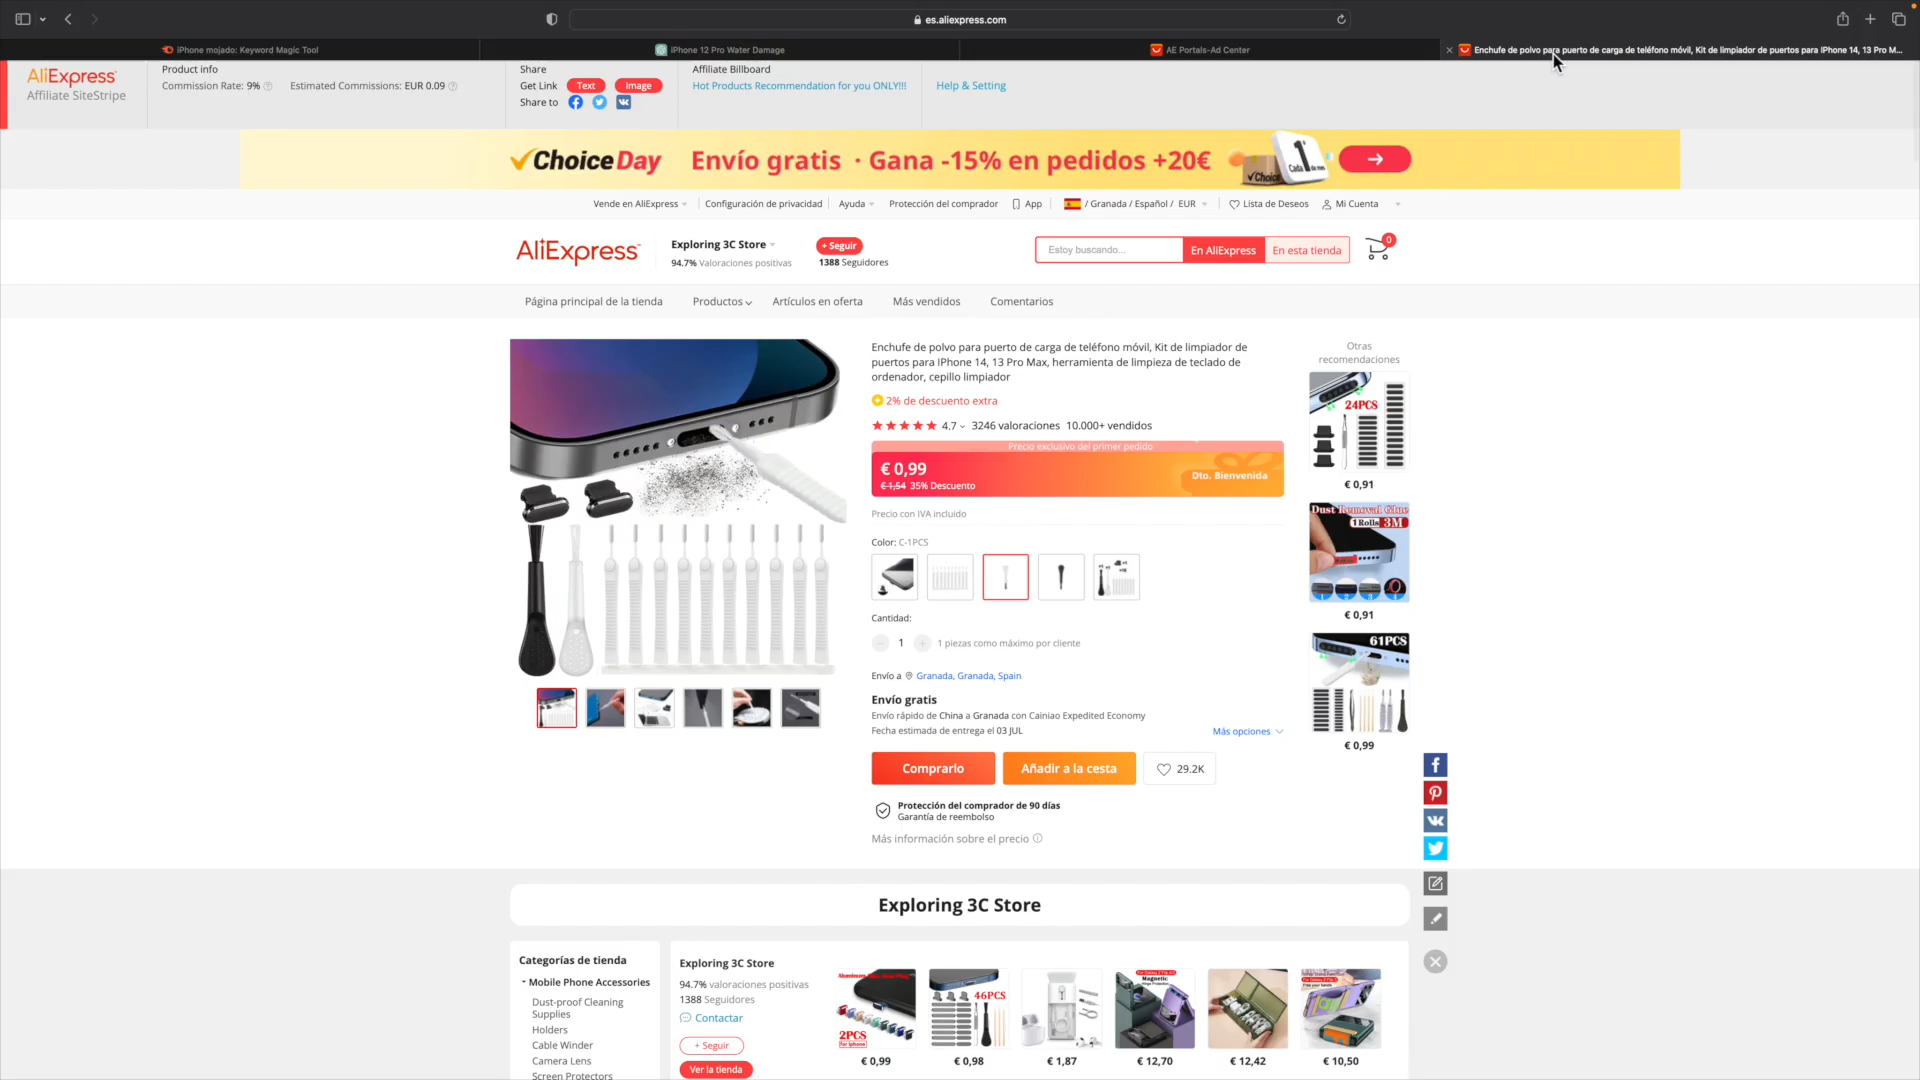 es.aliexpress.com
iPhone mojado: Keyword Magic Tool
iPhone 12 Pro Water Damage
AE Portals-Ad Center
Enchufe de polvo para puerto de carga de teléfono móvil, Kit de limpiador de puertos para IPhone 14, 13 Pro M...
AliExpress
Affiliate SiteStripe
Product info
Commission Rate: 9%
Estimated Commissions: EUR 0.09
Share
Get Link Text Image
Share to
Affiliate Billboard
Hot Products Recommendation for you ONLY!!!
Help & Setting
Choice Day Envío gratis · Gana -15% en pedidos +20€
Choice
1
Cada
Vende en AliExpress
Configuración de privacidad
Ayuda
Protección del comprador
App
/ Granada / Español / EUR
Lista de Deseos
Mi Cuenta
AliExpress
Exploring 3C Store
94.7% Valoraciones positivas
+ Seguir
1388 Seguidores
Estoy buscando...
En AliExpress
En esta tienda
0
Página principal de la tienda
Productos
Artículos en oferta
Más vendidos
Comentarios
Enchufe de polvo para puerto de carga de teléfono móvil, Kit de limpiador de
puertos para IPhone 14, 13 Pro Max, herramienta de limpieza de teclado de
ordenador, cepillo limpiador
2% de descuento extra
4.7 3246 valoraciones 10.000+ vendidos
Precio exclusivo del primer pedido
€ 0,99
€ 1,54 35% Descuento
Dto. Bienvenida
Precio con IVA incluido
Color: C-1PCS
Cantidad:
1
1 piezas como máximo por cliente
Envío a Granada, Granada, Spain
Envío gratis
Envío rápido de China a Granada con Cainiao Expedited Economy
Fecha estimada de entrega el 03 JUL
Más opciones
Comprarlo
Añadir a la cesta
29.2K
Protección del comprador de 90 días
Garantía de reembolso
Más información sobre el precio
Otras
recomendaciones
24PCS
€ 0,91
Dust Removal Glue
1 Rolls 3M
€ 0,91
61PCS
€ 0,99
Exploring 3C Store
Categorías de tienda
Mobile Phone Accessories
Dust-proof Cleaning
Supplies
Holders
Cable Winder
Camera Lens
Screen Protectors
Exploring 3C Store
94.7% valoraciones positivas
1388 Seguidores
Contactar
+ Seguir
Ver la tienda
2PCS
€ 0,99
46PCS
€ 0,98
€ 1,87
Magnetic
€ 12,70
€ 12,42
€ 10,50